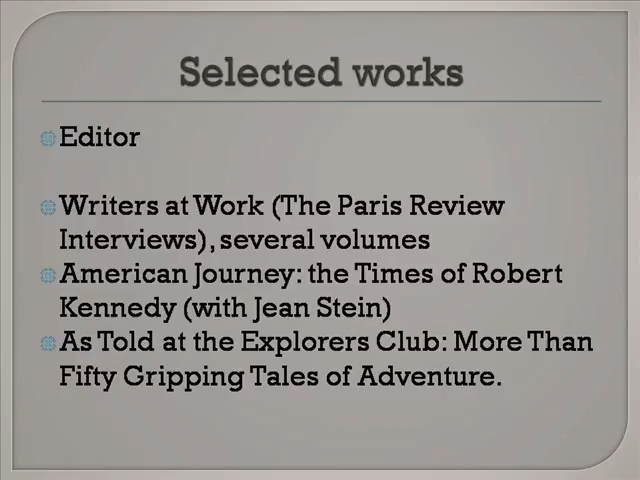 Selected works
Editor
Writers at Work (The Paris Review
Interviews), several volumes
American Journey: the Times of Robert
Kennedy (with Jean Stein)
As Told at the Explorers Club: More Than
Fifty Gripping Tales of Adventure.